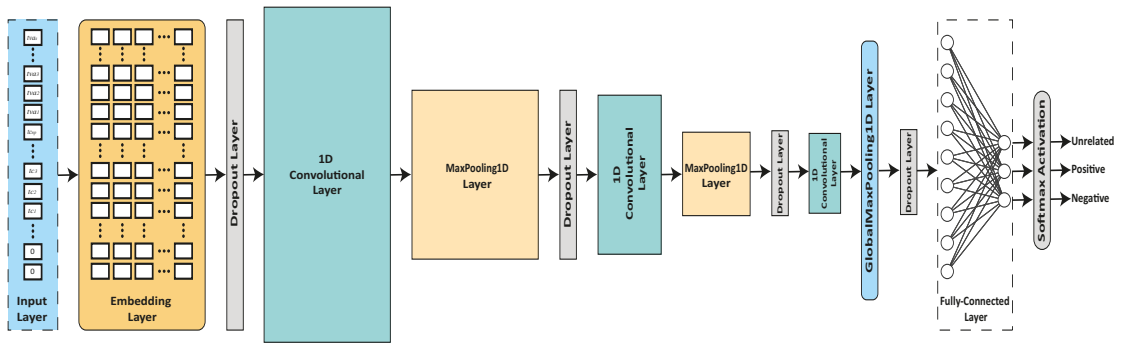 0
0
Input
Layer
Embedding
Layer
Dropout Layer
1D
Convolutional
Layer
MaxPooling1D
Layer
Dropout Layer
1D
Convolutional
Layer
MaxPooling1D
Layer
Dropout Layer
1D
Convolutional
Layer
GlobalMaxPooling1D Layer
Dropout Layer
Fully-Connected
Layer
Softmax Activation
Unrelated
Positive
Negative